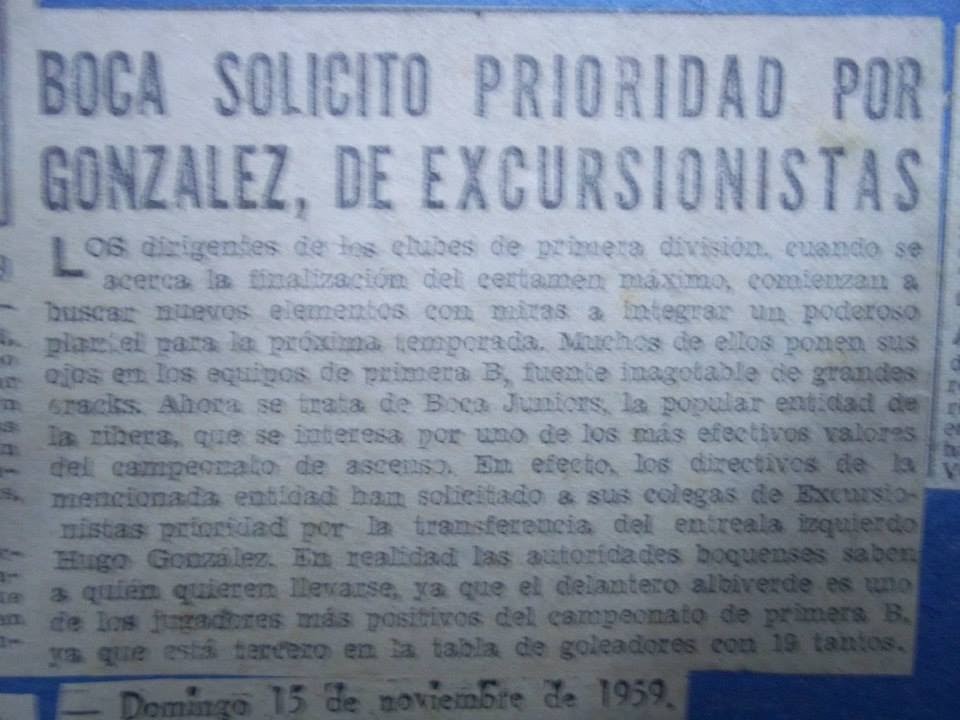 BOCA SOLICITO PRIORIDAD POR
GONZALEZ, DE EXCURSIONISTAS
LOS dirigentes de los clubes de primera división, cuando se
acerca la finalización del certamen máximo, comienzan a
buscar nuevos elementos con miras a integrar un poderoso
plantel para la próxima temporada. Muchos de ellos ponen sus
ojos en los equipos de primera B, fuente inagotable de grandes
cracks. Ahora se trata de Boca Juniors, la popular entidad de
la ribera, que se interesa por uno de los más efectivos valores
del campeonato de ascenso. En efecto, los directivos de la
mencionada entidad han solicitado a sus colegas de Excursio-
nistas prioridad por la transferencia del entreala izquierdo
Hugo González. En realidad las autoridades boquenses saben
a quién quieren llevarse, ya que el delantero albiverde es uno
de los jugadores más positivos del campeonato de primera B,
ya que está tercero en la tabla de goleadores con 19 tantos.
— Domingo 15 de noviembre de 1959.